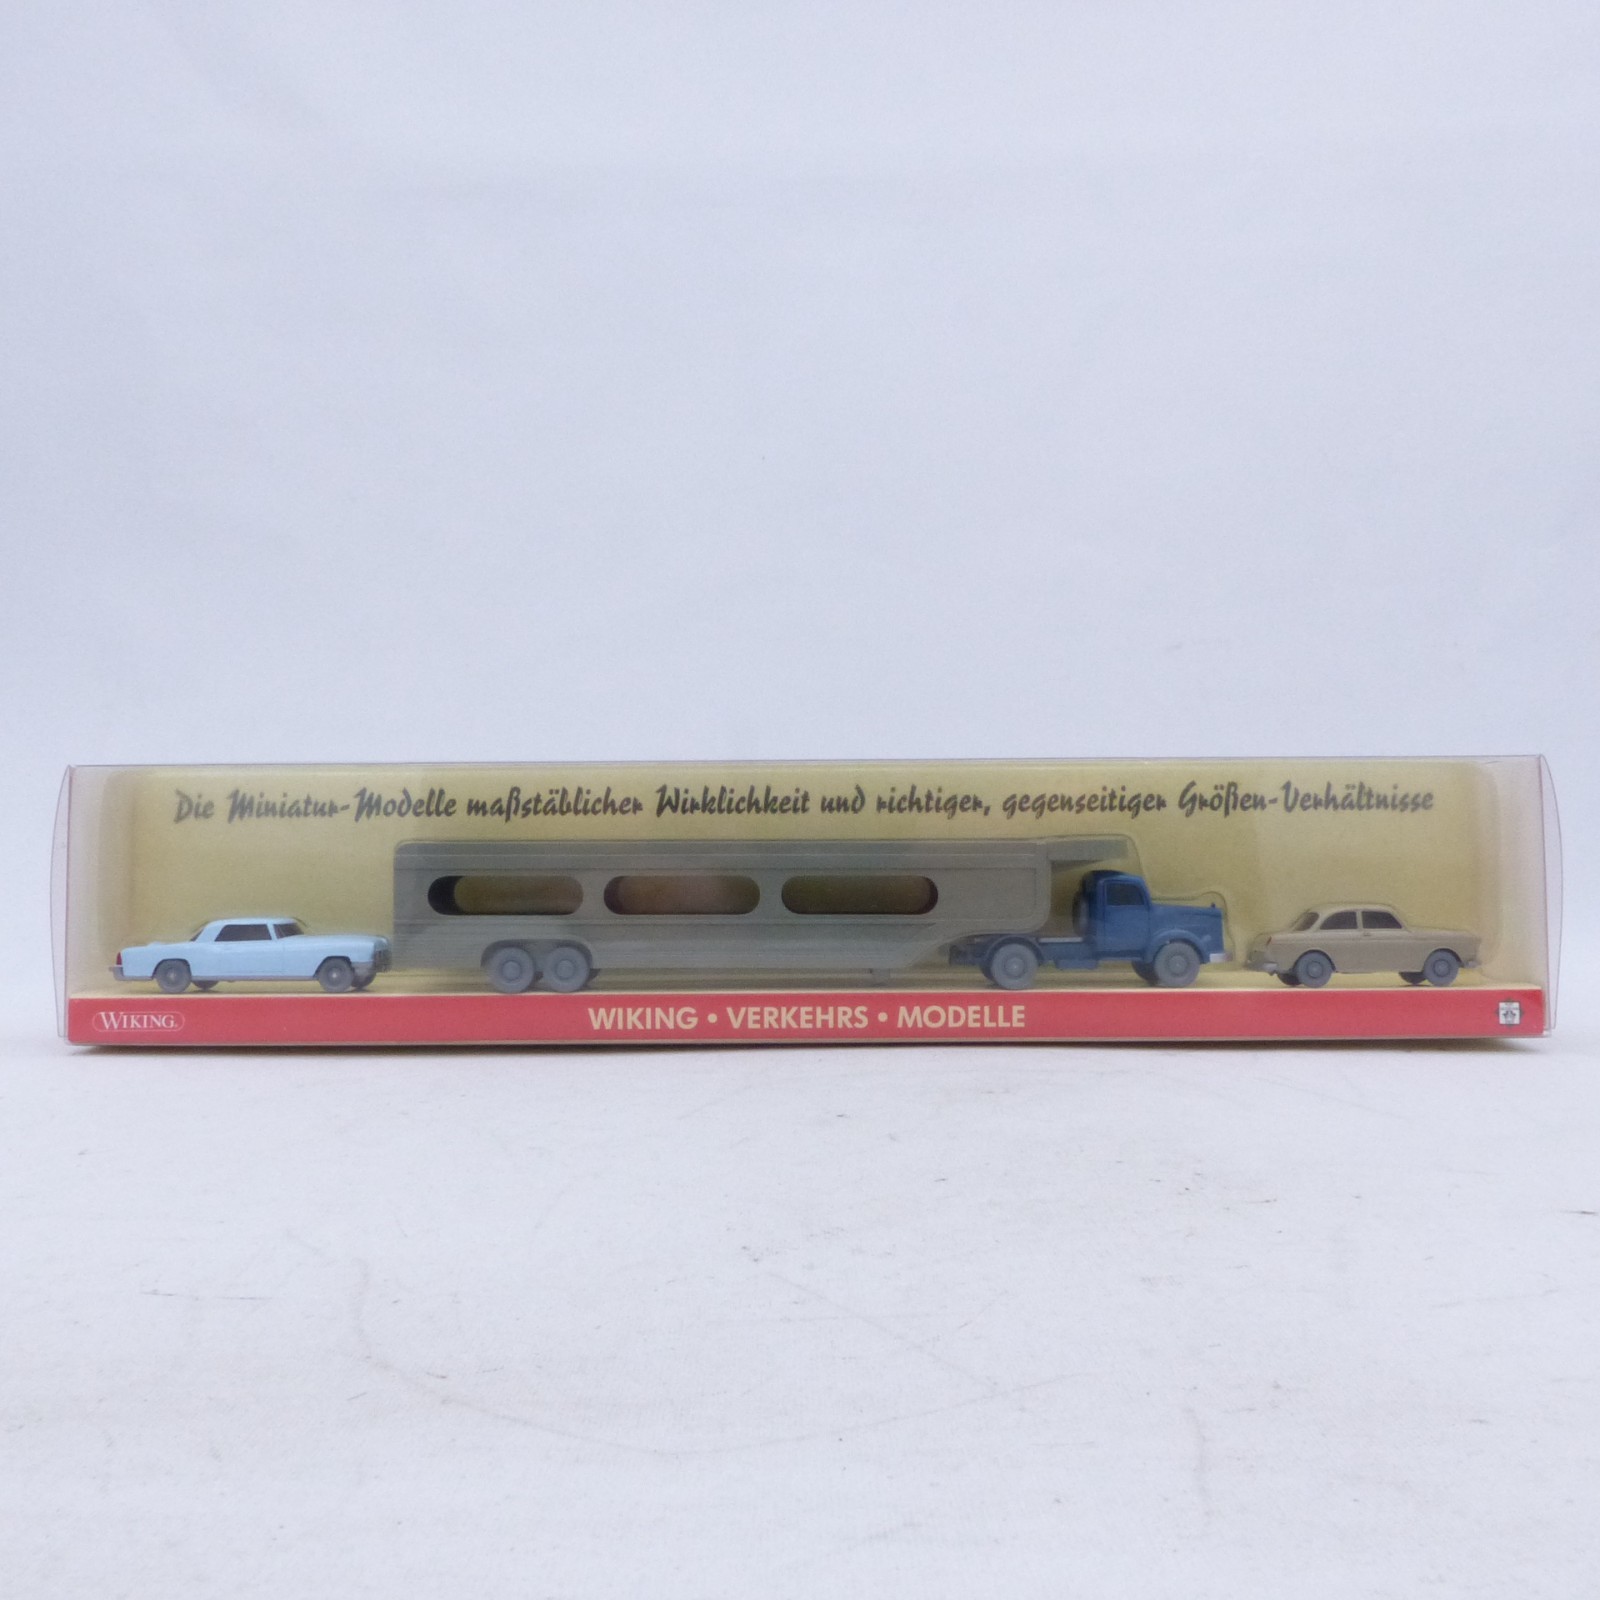 Die Miniatur-Modelle maßstäblicher Wirklichkeit und richtiger, gegenseitiger Größen-Verhältnisse
WIKING WIKING • VERKEHRS • MODELLE